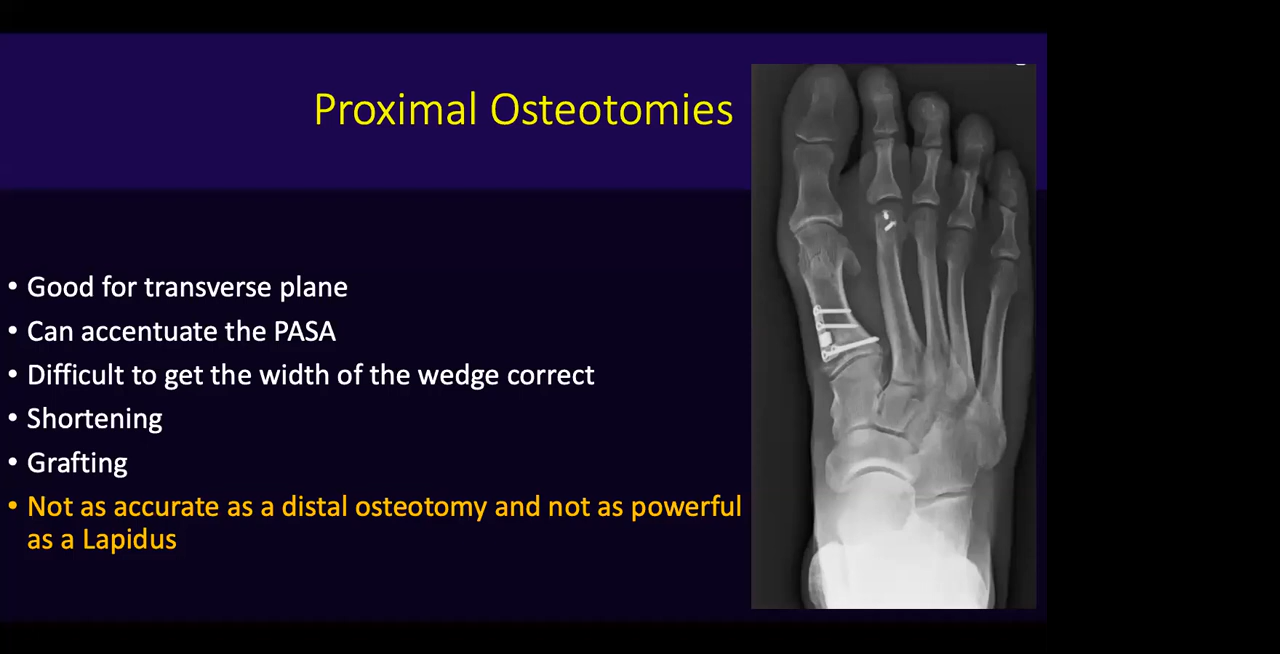 Proximal Osteotomies
• Good for transverse plane
• Can accentuate the PASA
• Difficult to get the width of the wedge correct
• Shortening
• Grafting
• Not as accurate as a distal osteotomy and not as powerful
as a Lapidus